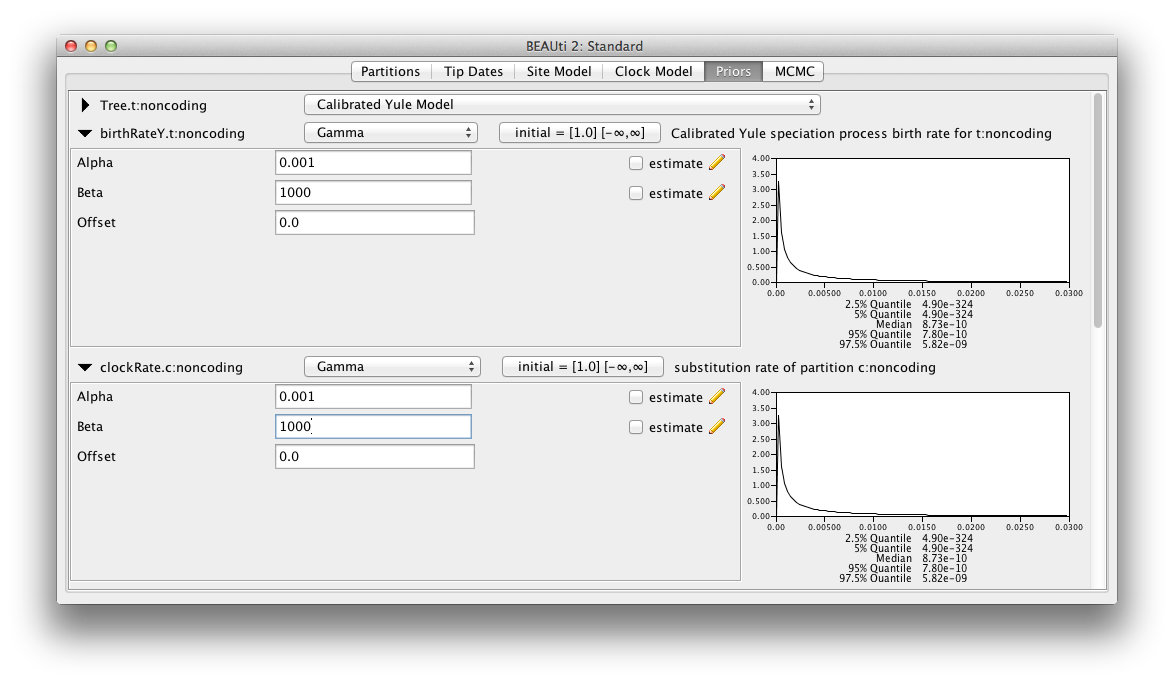 BEAUti 2: Standard
Partitions Tip Dates Site Model Clock Model Priors MCMC
Tree.t:noncoding Calibrated Yule Model
birthRateY.t:noncoding Gamma initial = [1.0] [-∞,∞] Calibrated Yule speciation process birth rate for t:noncoding
Alpha 0.001 estimate
Beta 1000 estimate
Offset 0.0
4.00
3.50
3.00
2.50
2.00
1.50
1.00
0.500
0.00
0.00 0.00500 0.0100 0.0150 0.0200 0.0250 0.0300
2.5% Quantile 4.90e-324
5% Quantile 4.90e-324
Median 8.73e-10
95% Quantile 7.80e-10
97.5% Quantile 5.82e-09
clockRate.c:noncoding Gamma initial = [1.0] [-∞,∞] substitution rate of partition c:noncoding
Alpha 0.001 estimate
Beta 1000 estimate
Offset 0.0
4.00
3.50
3.00
2.50
2.00
1.50
1.00
0.500
0.00
0.00 0.00500 0.0100 0.0150 0.0200 0.0250 0.0300
2.5% Quantile 4.90e-324
5% Quantile 4.90e-324
Median 8.73e-10
95% Quantile 7.80e-10
97.5% Quantile 5.82e-09